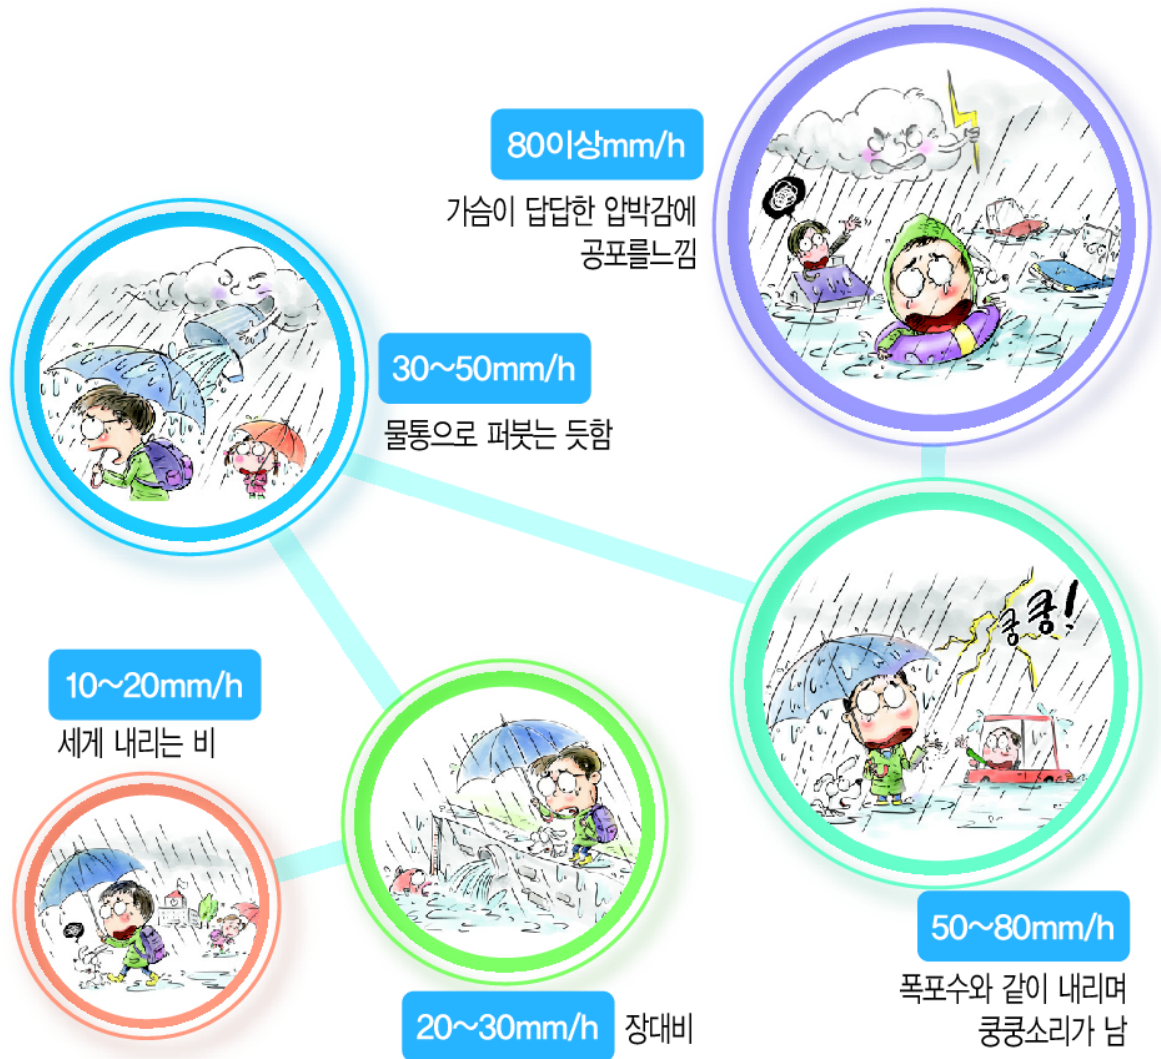 80이상mm/h
가슴이 답답한 압박감에
공포를느낌
30~50mm/h
물통으로 퍼붓는 듯함
쿵쿵!
10~20mm/h
세게 내리는 비
50~80mm/h
폭포수와 같이 내리며
쿵쿵소리가 남
20~30mm/h 장대비